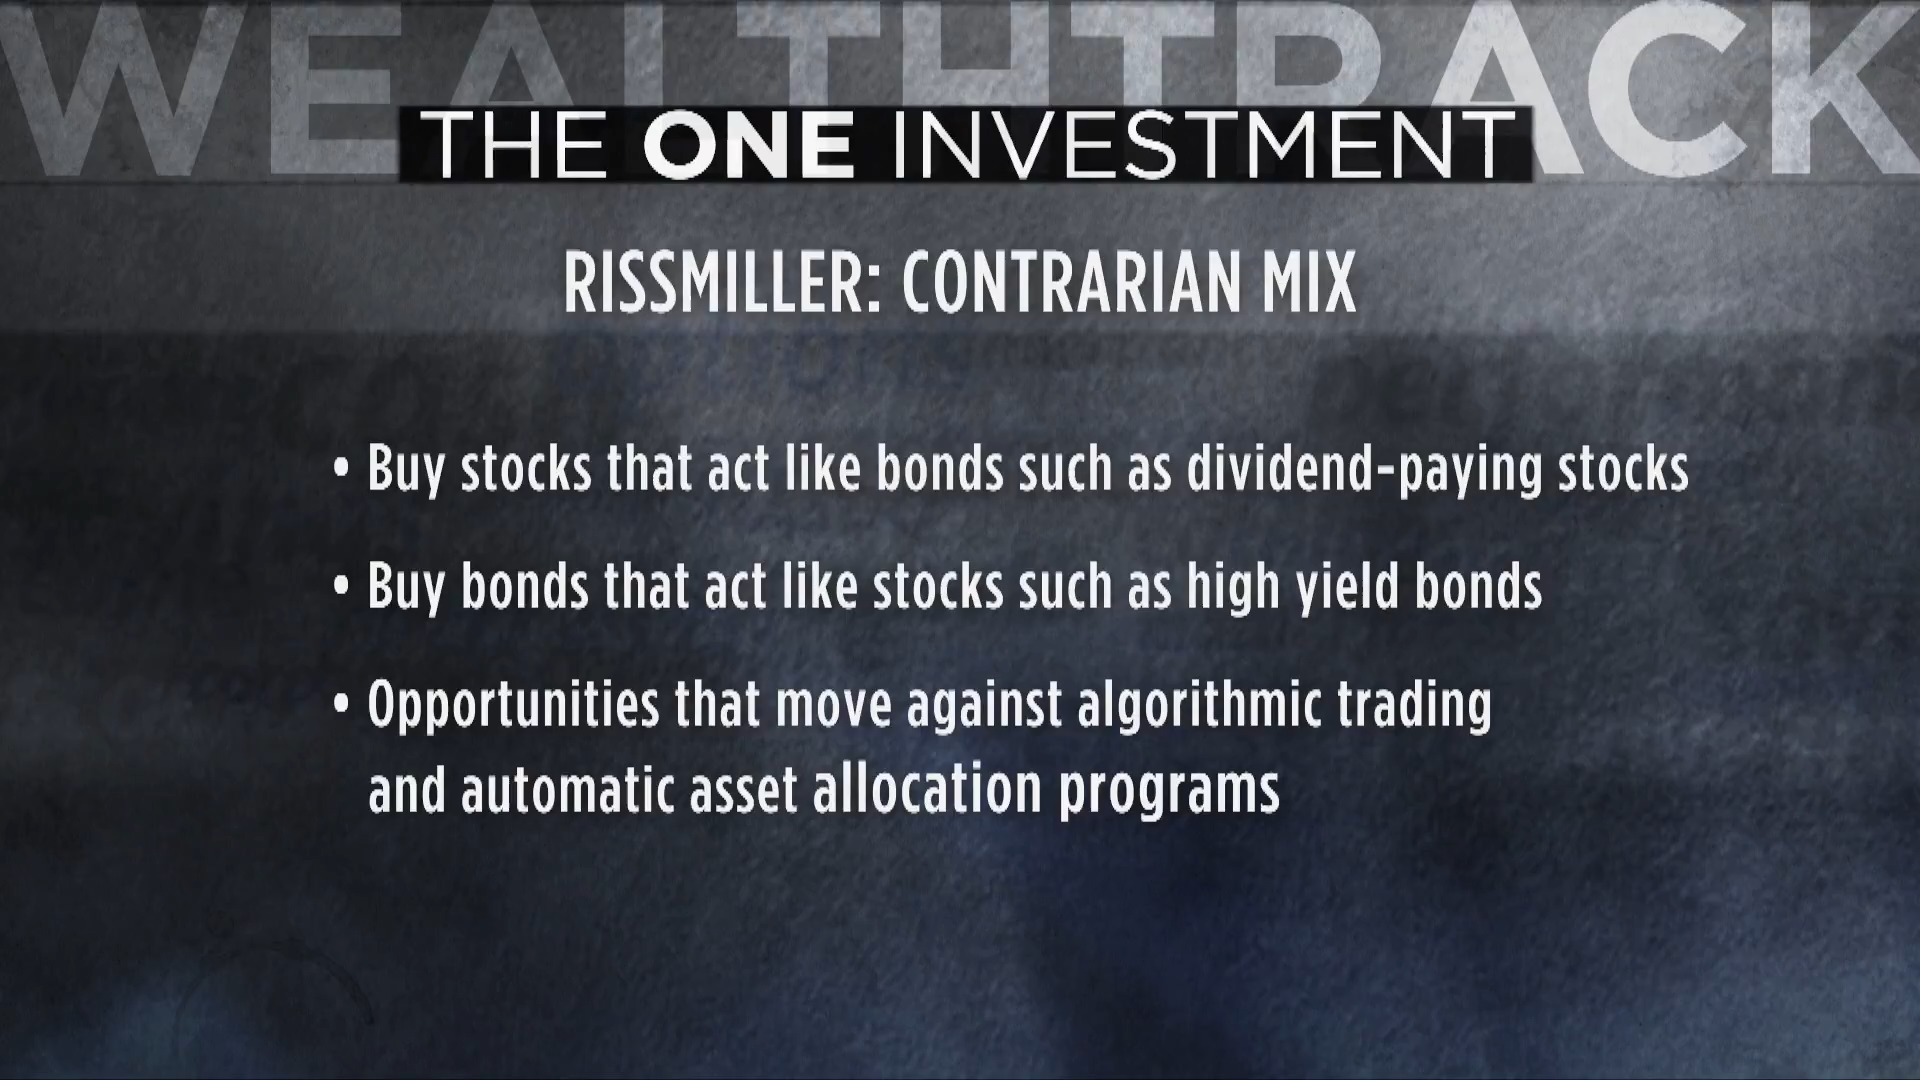 WEALTHTRACK
THE ONE INVESTMENT
RISSMILLER: CONTRARIAN MIX
• Buy stocks that act like bonds such as dividend-paying stocks
• Buy bonds that act like stocks such as high yield bonds
• Opportunities that move against algorithmic trading
and automatic asset allocation programs